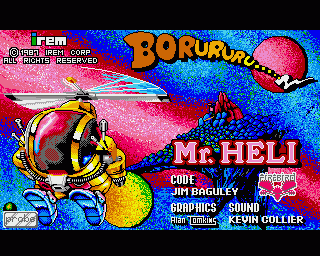 irem
© 1987 IREM CORP
ALL RIGHTS RESERVED
BORURURU
Mr. HELI
CODE
JIM BAGULEY
FIREBIRD
GRAPHICS SOUND
Alan Tomkins KEVIN COLLIER
probe